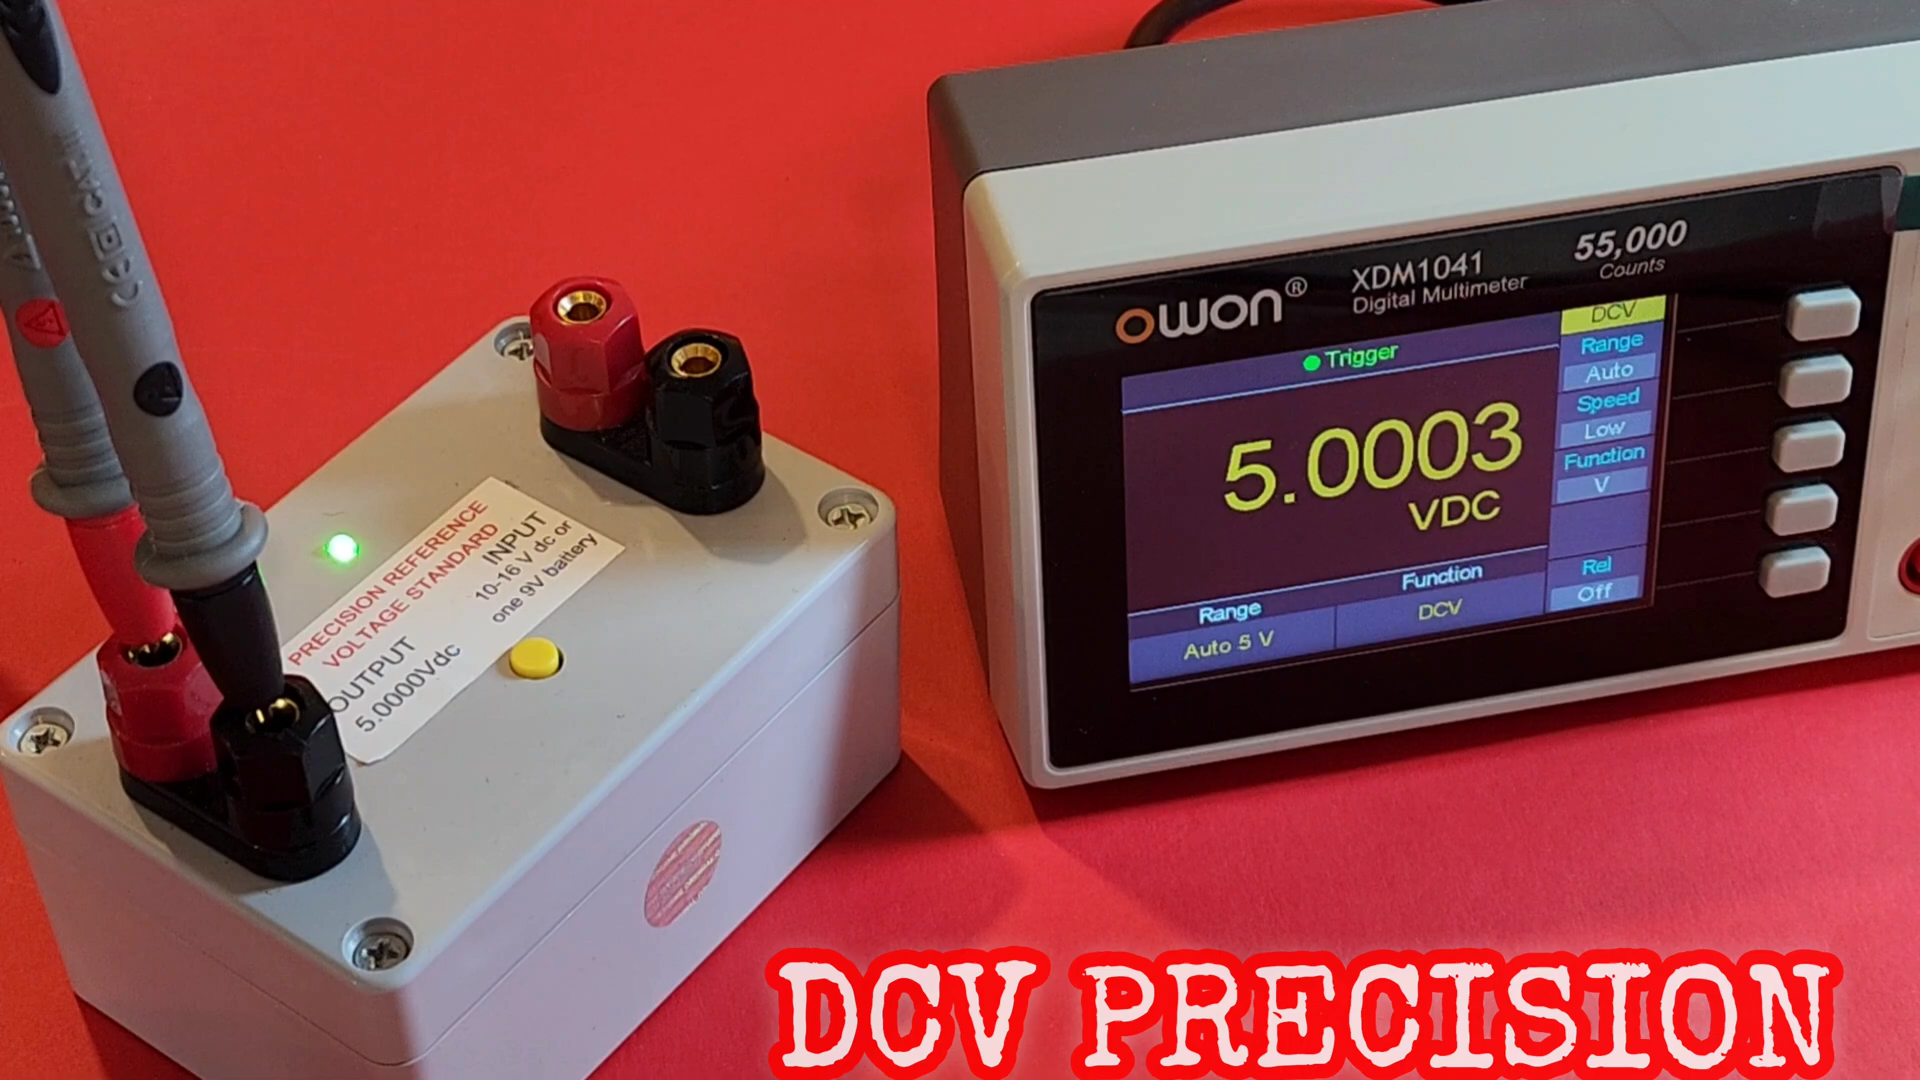 PRECISION REFERENCE
VOLTAGE STANDARD
INPUT
10-16 V dc or
one 9V battery
OUTPUT
5.0000Vdc
owon®
XDM1041
Digital Multimeter
55,000
Counts
Trigger
5.0003
VDC
DCV
Range
Auto
Speed
Low
Function
V
Rel
Off
Range
Auto 5 V
Function
DCV
DCV PRECISION